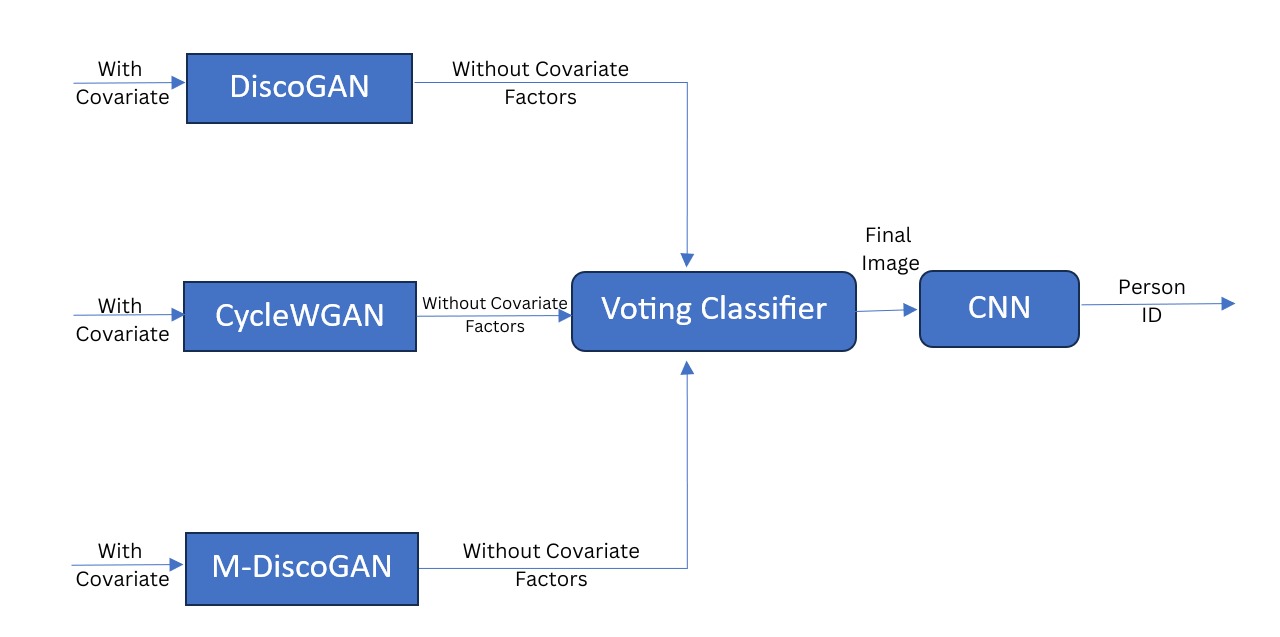 With
Covariate
DiscoGAN
Without Covariate
Factors
With
Covariate
CycleWGAN
Without Covariate
Factors
Voting Classifier
Final
Image
CNN
Person
ID
With
Covariate
M-DiscoGAN
Without Covariate
Factors